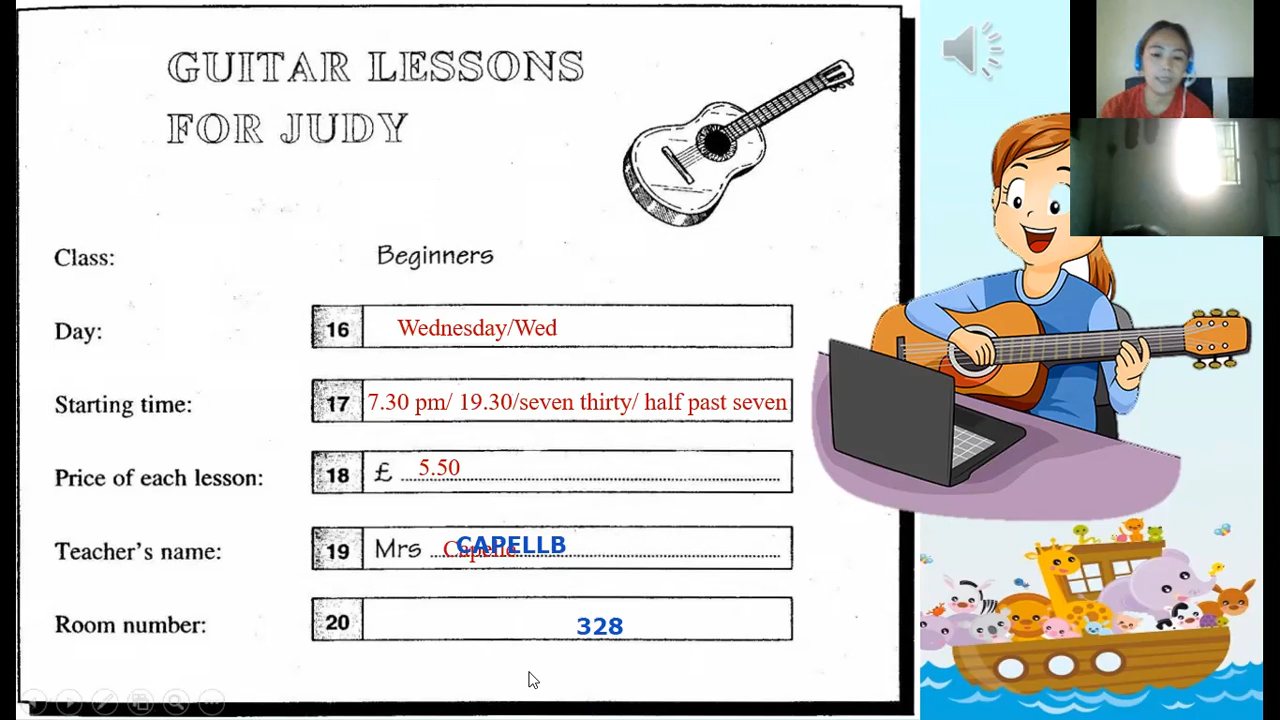 GUITAR LESSONS
FOR JUDY
Class: Beginners
Day: 16 Wednesday/Wed
Starting time: 17 7.30 pm/ 19.30/seven thirty/ half past seven
Price of each lesson: 18 £ 5.50
Teacher's name: 19 Mrs CAPELLB
Room number: 20 328